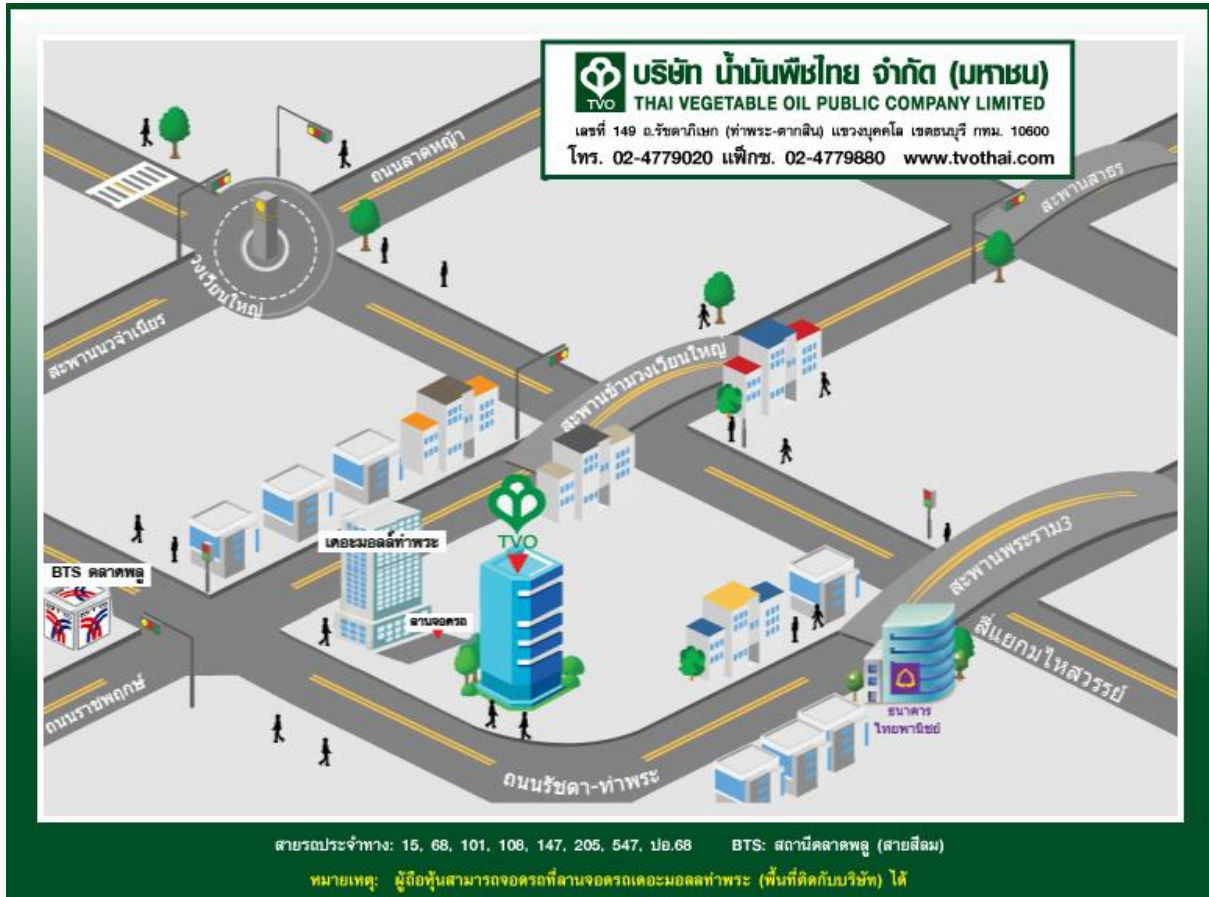 บริษัท น้ำมันพืชไทย จำกัด (มหาชน)
TVO
THAI VEGETABLE OIL PUBLIC COMPANY LIMITED
เลขที่ 149 ถ.รัชดาภิเษก (ท่าพระ-ตากสิน) แขวงบุคคโล เขตธนบุรี กทม. 10600
โทร. 02-4779020 แฟ็กซ. 02-4779880 www.tvothai.com
ถนนลาดหญ้า
สะพานสาธร
วงเวียนใหญ่
สะพานนวจำเนียร
สะพานข้ามวงเวียนใหญ่
เดอะมอลล์ท่าพระ
TVO
BTS ตลาดพลู
ลานจอดรถ
สะพานพระราม3
สี่แยกมไหสวรรย์
ถนนราชพฤกษ์
ธนาคาร
ไทยพานิชย์
ถนนรัชดา-ท่าพระ
สายรถประจำทาง: 15, 68, 101, 108, 147, 205, 547, ปอ.68 BTS: สถานีตลาดพลู (สายสีลม)
หมายเหตุ: ผู้ถือหุ้นสามารถจอดรถที่ลานจอดรถเดอะมอลลท่าพระ (พื้นที่ติดกับบริษัท) ได้